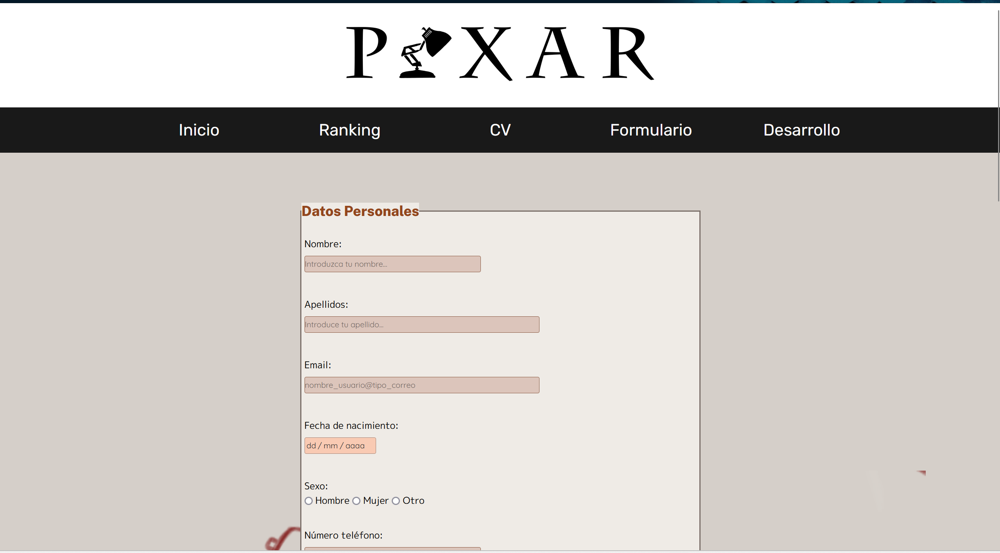 PIXAR
Inicio Ranking CV Formulario Desarrollo
Datos Personales
Nombre:
Introduzca tu nombre...
Apellidos:
Introduce tu apellido...
Email:
nombre_usuario@tipo_correo
Fecha de nacimiento:
dd / mm / aaaa
Sexo:
Hombre Mujer Otro
Número teléfono: